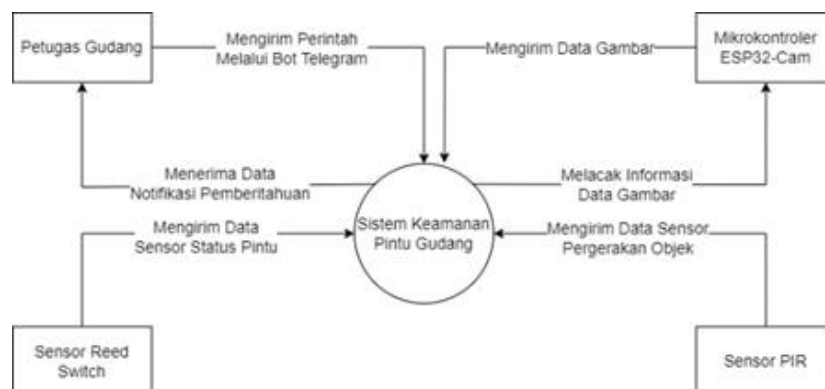 Petugas Gudang
Mengirim Perintah
Melalui Bot Telegram
Mengirim Data Gambar
Mikrokontroler
ESP32-Cam
Menerima Data
Notifikasi Pemberitahuan
Melacak Informasi
Data Gambar
Mengirim Data
Sensor Status Pintu
Sistem Keamanan
Pintu Gudang
Mengirim Data Sensor
Pergerakan Objek
Sensor Reed
Switch
Sensor PIR